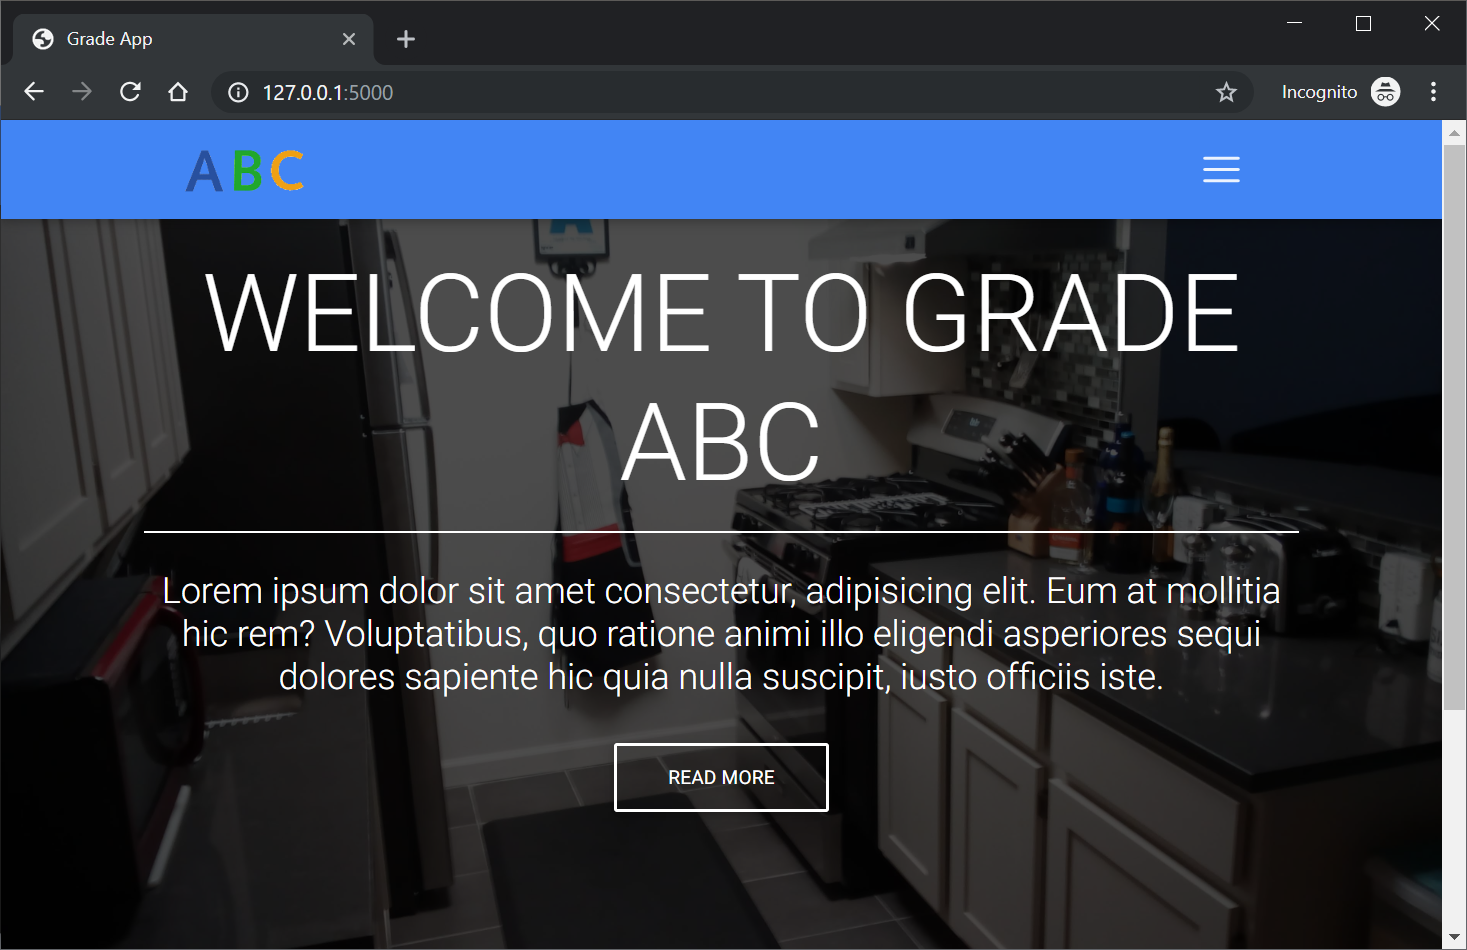 Grade App
127.0.0.1:5000
Incognito
ABC
WELCOME TO GRADE
ABC
Lorem ipsum dolor sit amet consectetur, adipisicing elit. Eum at mollitia
hic rem? Voluptatibus, quo ratione animi illo eligendi asperiores sequi
dolores sapiente hic quia nulla suscipit, iusto officiis iste.
READ MORE